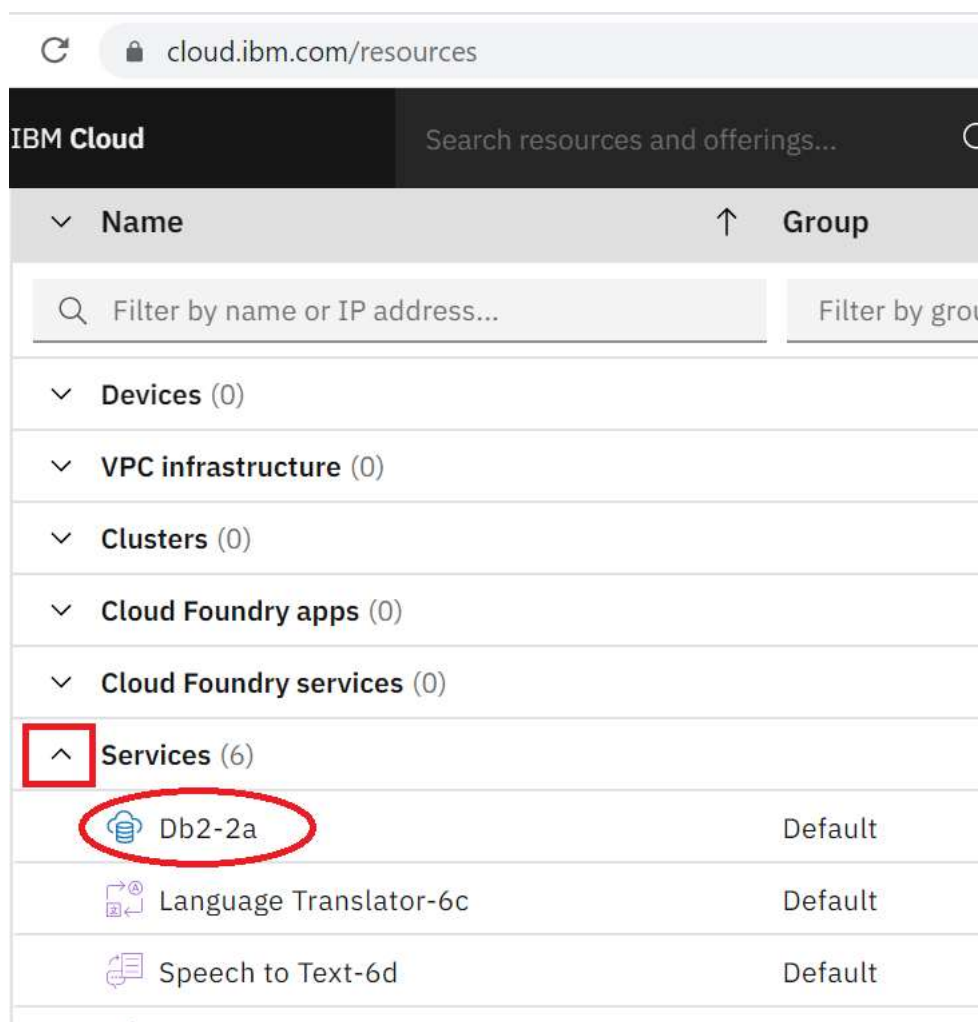 cloud.ibm.com/resources
IBM Cloud Search resources and offerings...
Name Group
Filter by name or IP address... Filter by grou
Devices (0)
VPC infrastructure (0)
Clusters (0)
Cloud Foundry apps (0)
Cloud Foundry services (0)
Services (6)
Db2-2a Default
Language Translator-6c Default
Speech to Text-6d Default